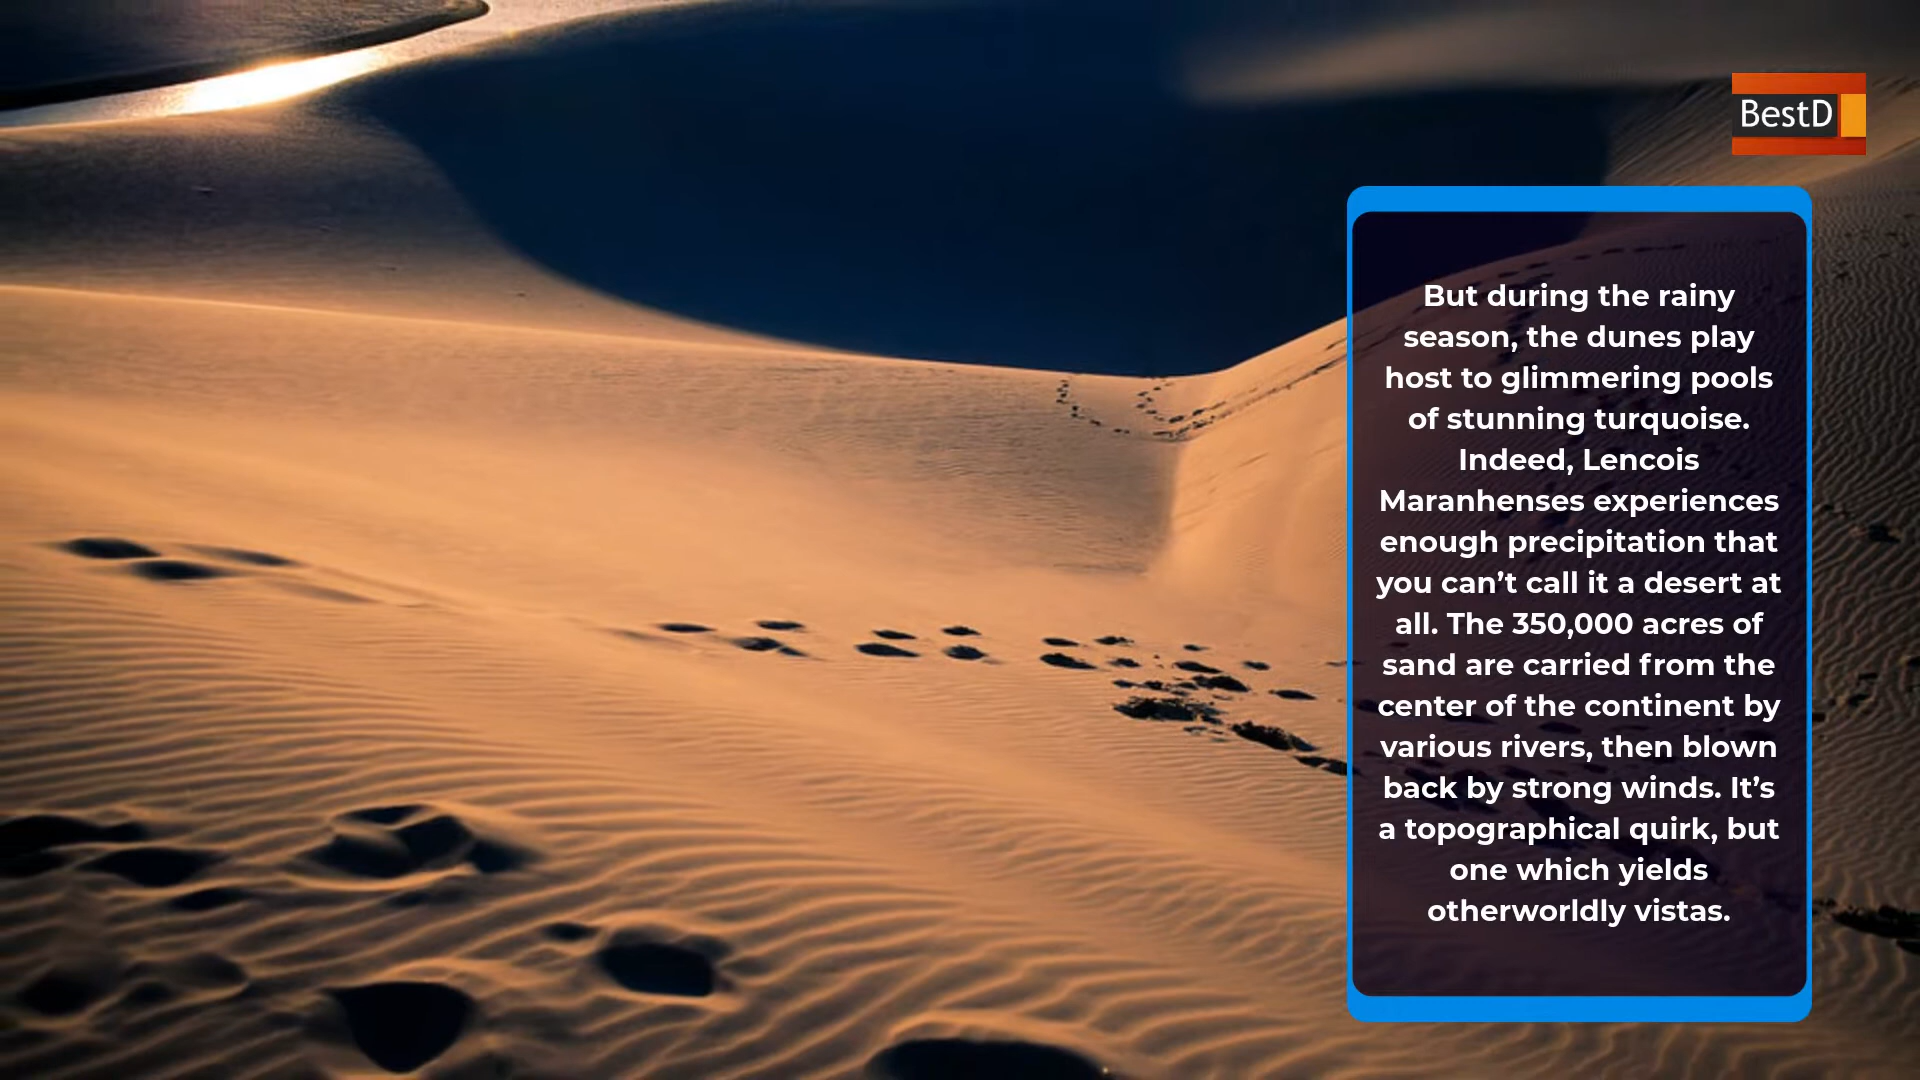 BestD
But during the rainy
season, the dunes play
host to glimmering pools
of stunning turquoise.
Indeed, Lencois
Maranhenses experiences
enough precipitation that
you can’t call it a desert at
all. The 350,000 acres of
sand are carried from the
center of the continent by
various rivers, then blown
back by strong winds. It’s
a topographical quirk, but
one which yields
otherworldly vistas.